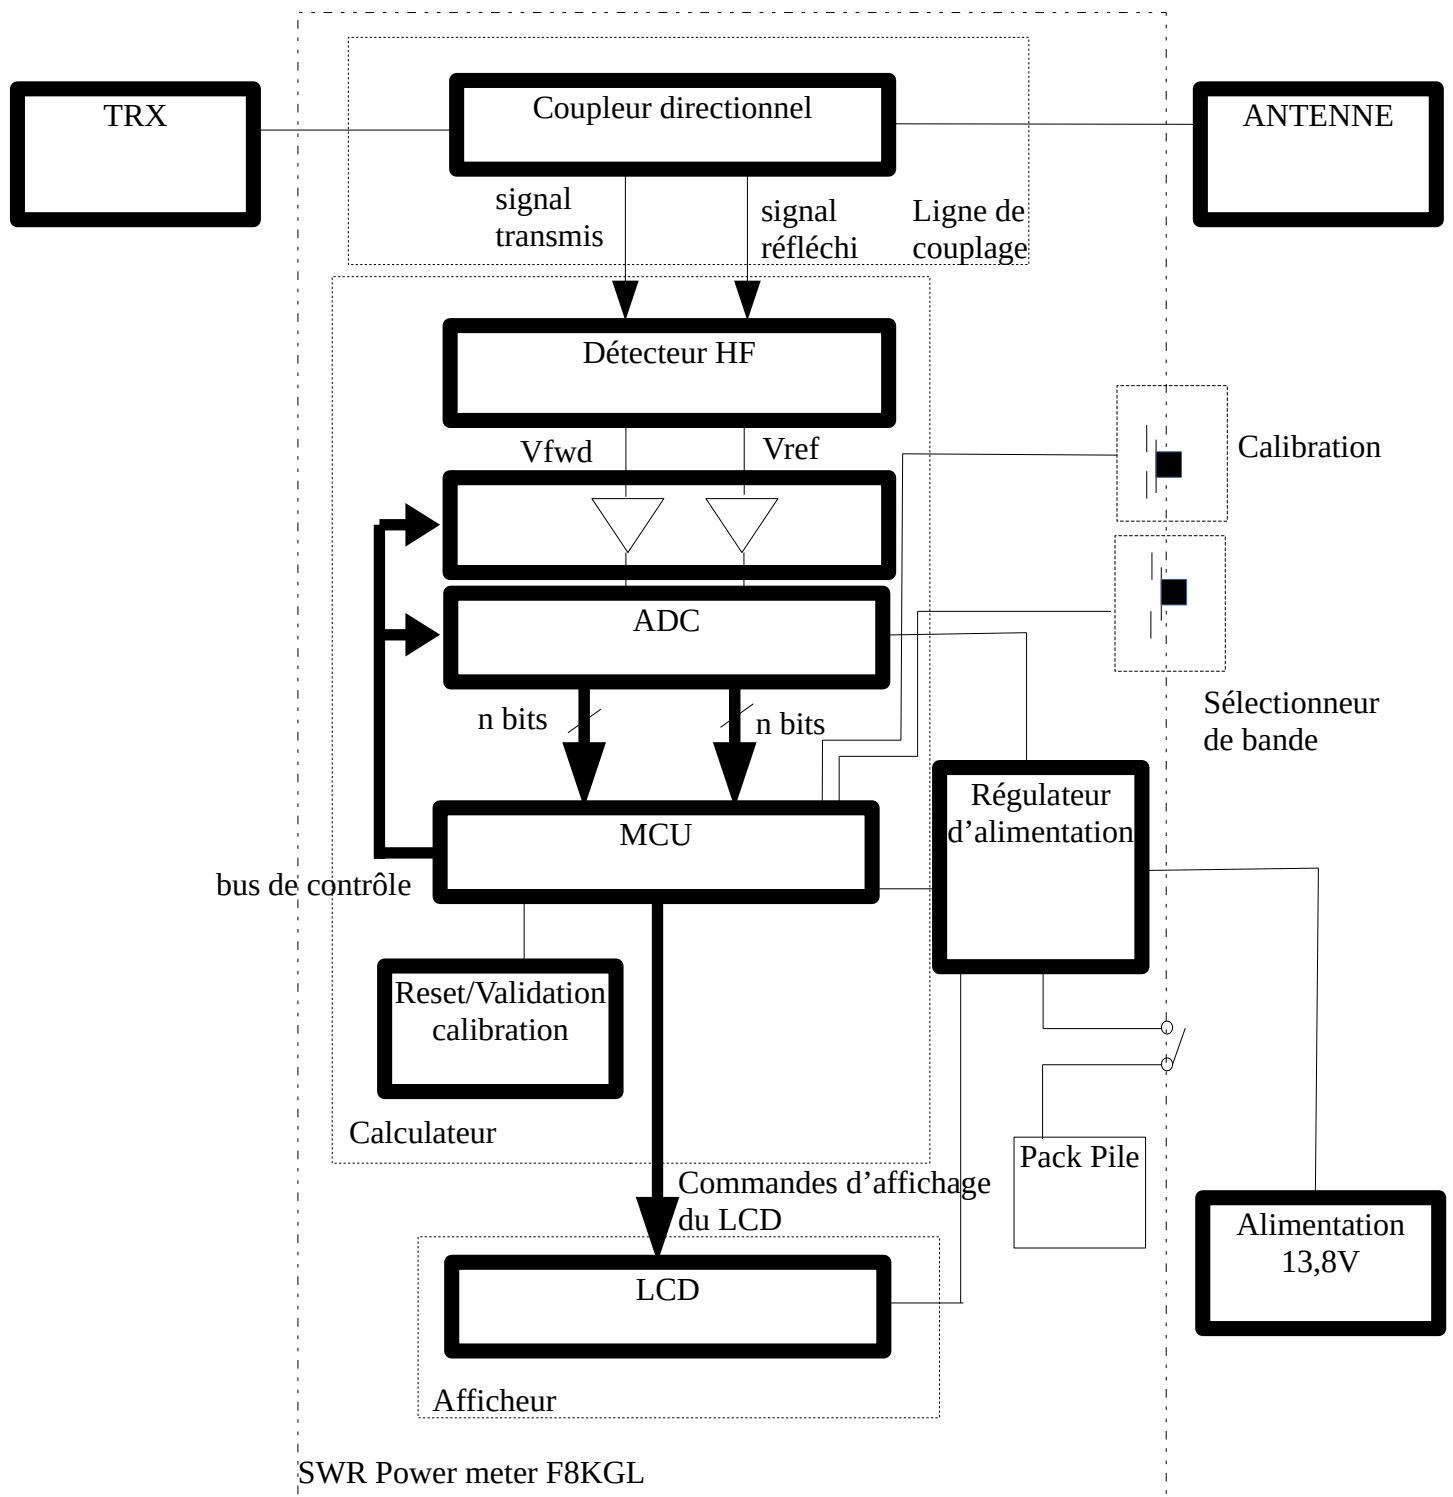 TRX
Coupleur directionnel
ANTENNE
signal
transmis
signal
réfléchi
Ligne de
couplage
Détecteur HF
Vfwd
Vref
Calibration
ADC
n bits
n bits
Sélectionneur
de bande
Régulateur
d’alimentation
MCU
bus de contrôle
Reset/Validation
calibration
Calculateur
Pack Pile
Commandes d’affichage
du LCD
Alimentation
13,8V
LCD
Afficheur
SWR Power meter F8KGL